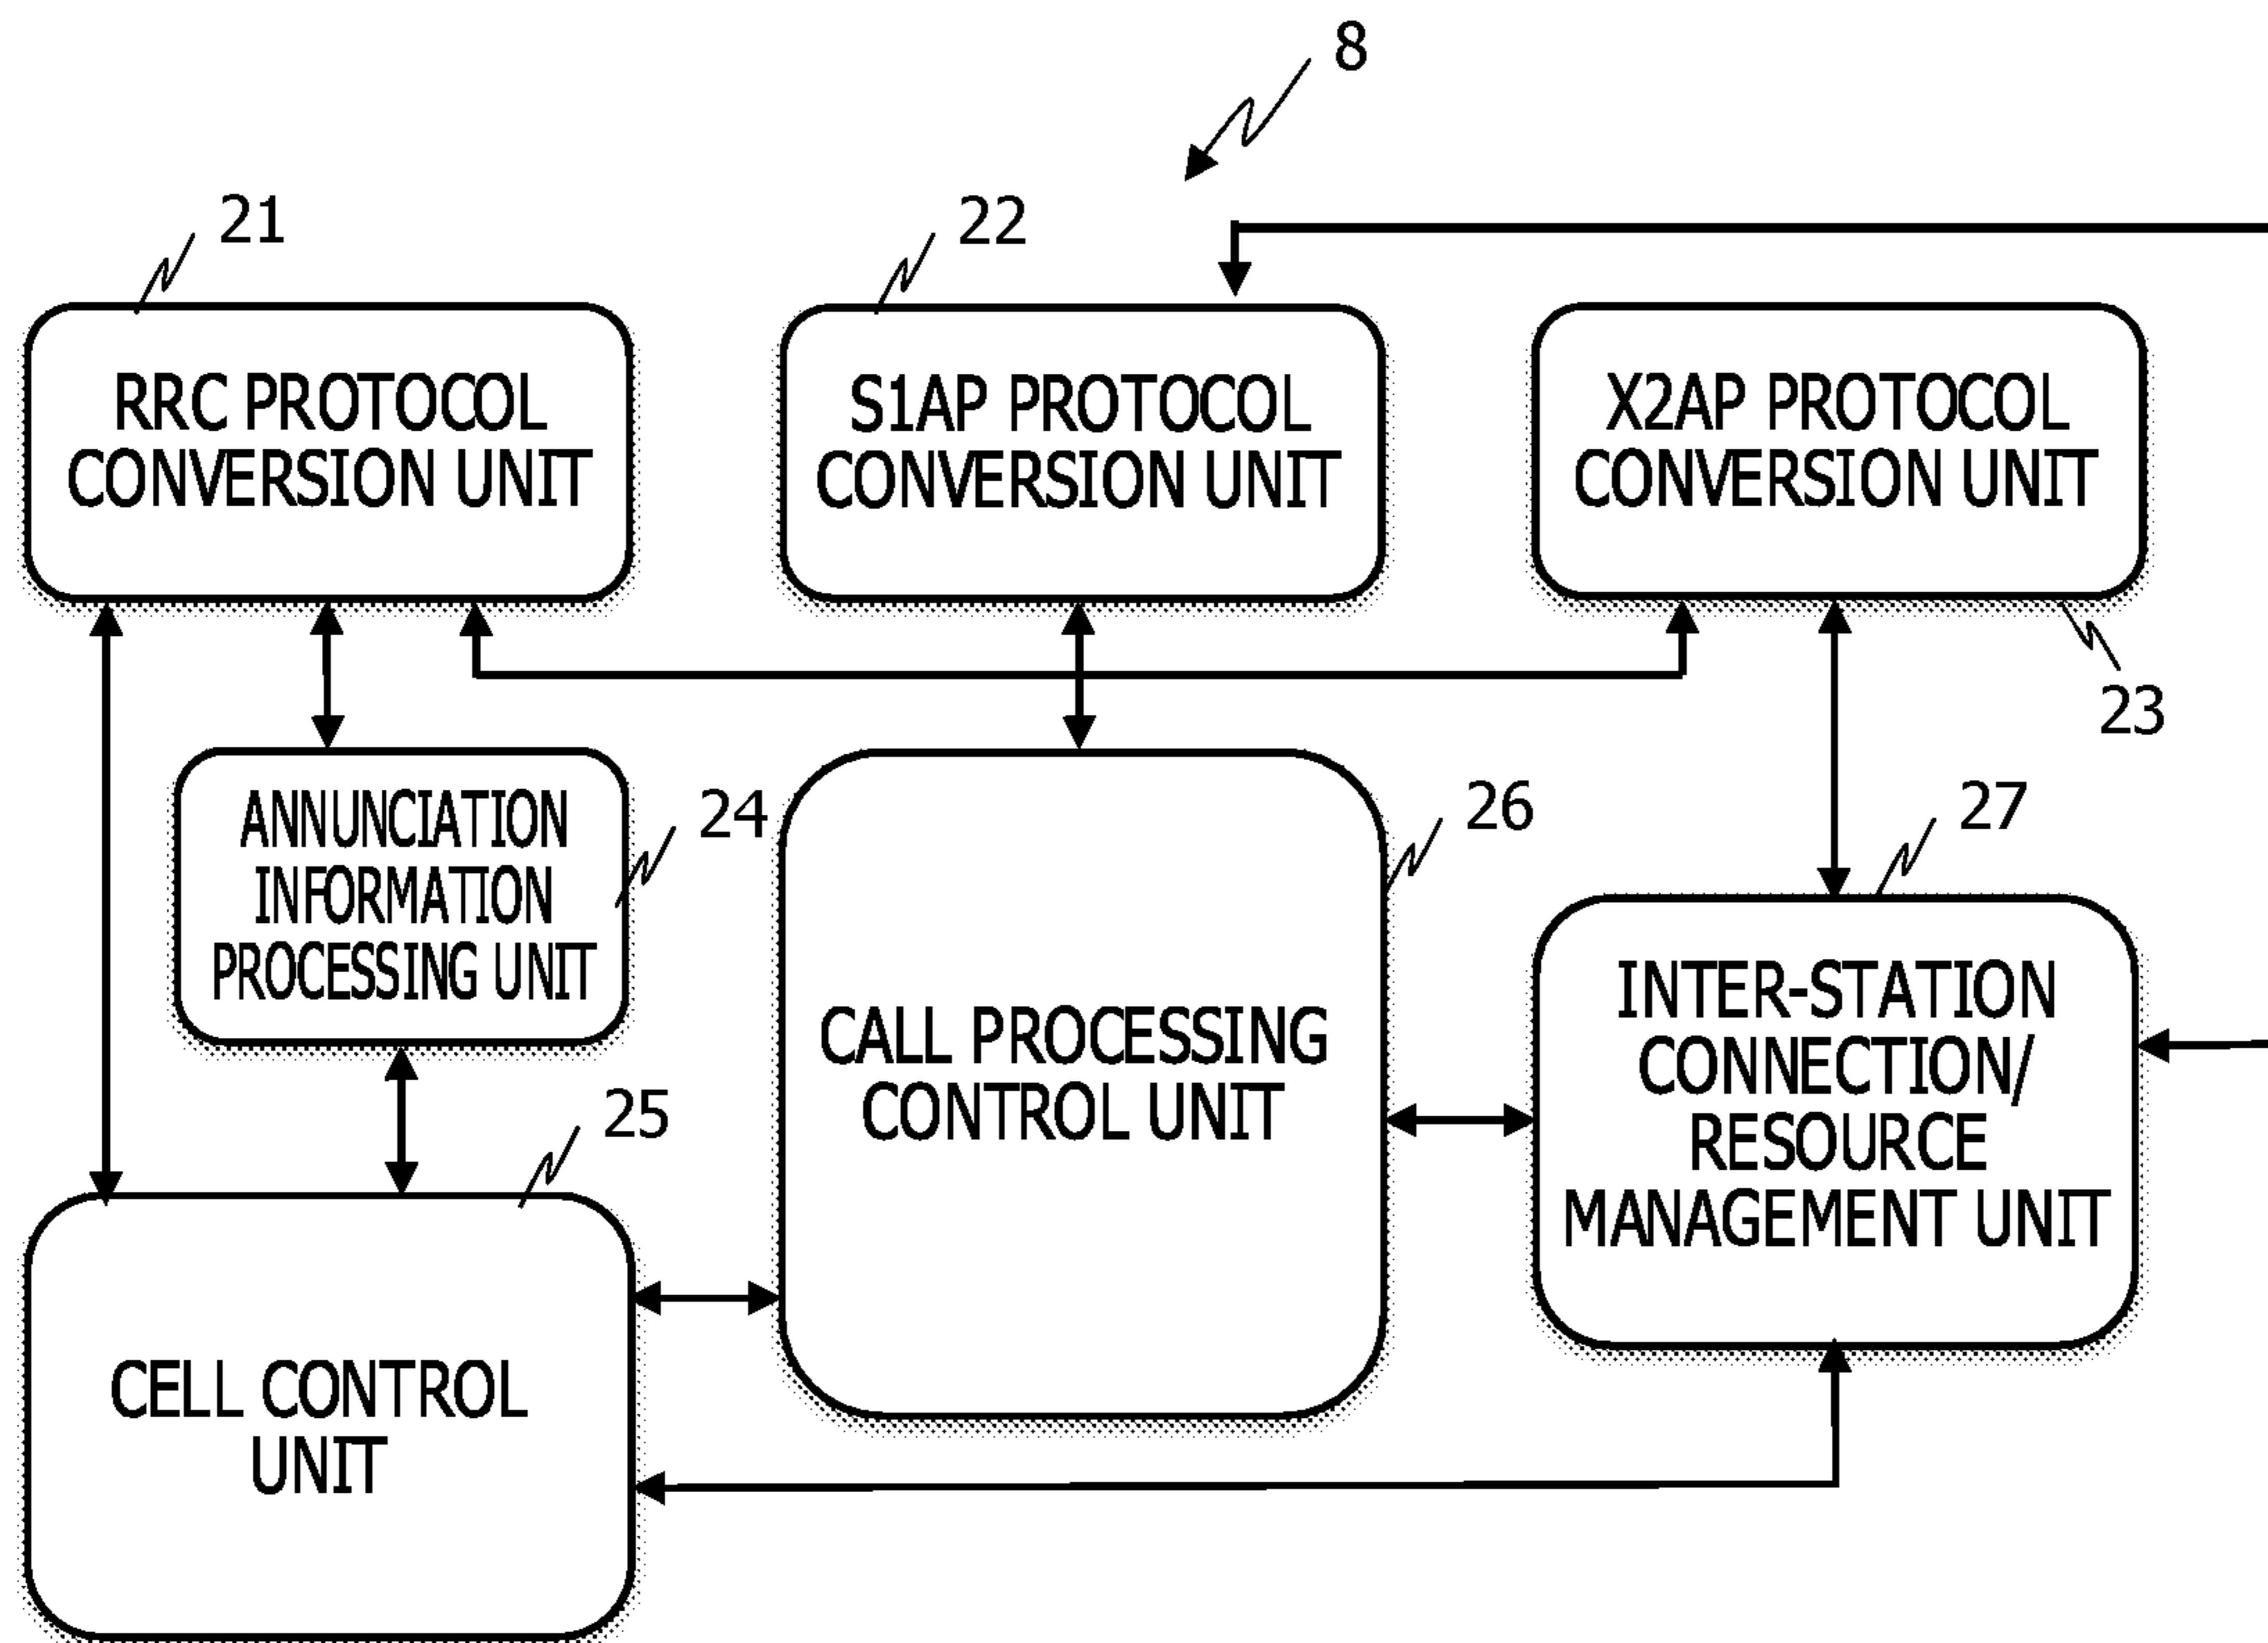 8
21
22
RRC PROTOCOL
CONVERSION UNIT
S1AP PROTOCOL
CONVERSION UNIT
X2AP PROTOCOL
CONVERSION UNIT
23
ANNUNCIATION
INFORMATION
PROCESSING UNIT
24
26
27
CALL PROCESSING
CONTROL UNIT
INTER-STATION
CONNECTION/
RESOURCE
MANAGEMENT UNIT
25
CELL CONTROL
UNIT